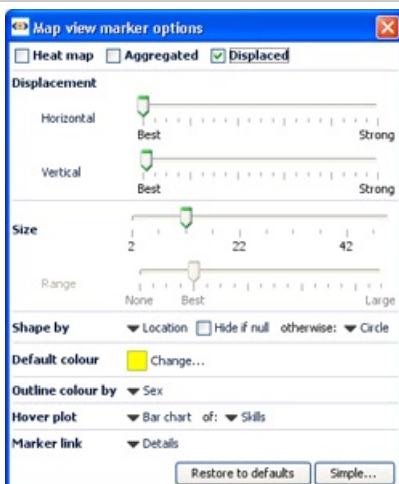 Map view marker options
Heat map Aggregated Displaced
Displacement
Horizontal
Best Strong
Vertical
Best Strong
Size
2 22 42
Range
None Best Large
Shape by Location Hide if null otherwise: Circle
Default colour Change...
Outline colour by Sex
Hover plot Bar chart of: Skills
Marker link Details
Restore to defaults Simple...